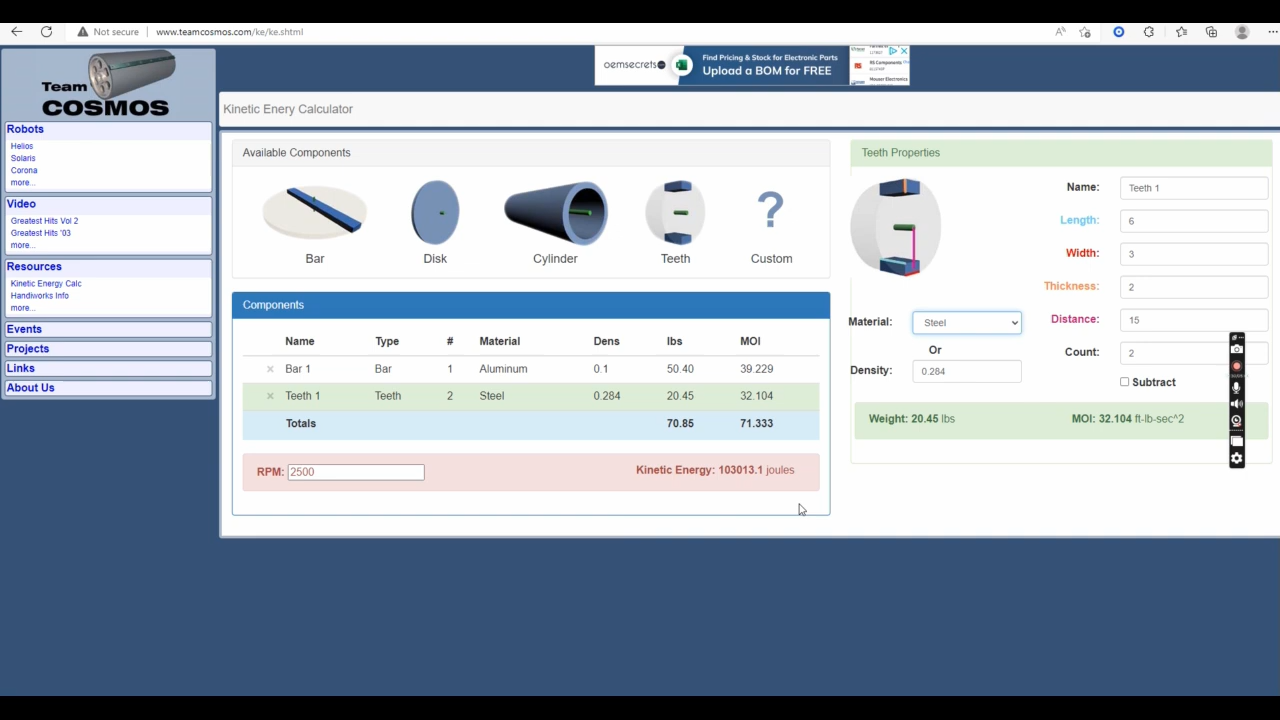 Not secure
www.teamcosmos.com/ke/ke.shtml
oemsecrets
Find Pricing & Stock for Electronic Parts
Upload a BOM for FREE
Mouser Electronics
Team
COSMOS
Robots
Helios
Solaris
Corona
more...
Video
Greatest Hits Vol 2
Greatest Hits '03
more...
Resources
Kinetic Energy Calc
Handiworks Info
more...
Events
Projects
Links
About Us
Kinetic Enery Calculator
Available Components
Bar Disk Cylinder Teeth ? Custom
Components
Name Type # Material Dens lbs MOI
× Bar 1 Bar 1 Aluminum 0.1 50.40 39.229
× Teeth 1 Teeth 2 Steel 0.284 20.45 32.104
Totals 70.85 71.333
RPM: 2500 Kinetic Energy: 103013.1 joules
Teeth Properties
Name: Teeth 1
Length: 6
Width: 3
Thickness: 2
Material: Steel
Distance: 15
Or
Count: 2
Density: 0.284
Subtract
Weight: 20.45 lbs MOI: 32.104 ft-lb-sec^2